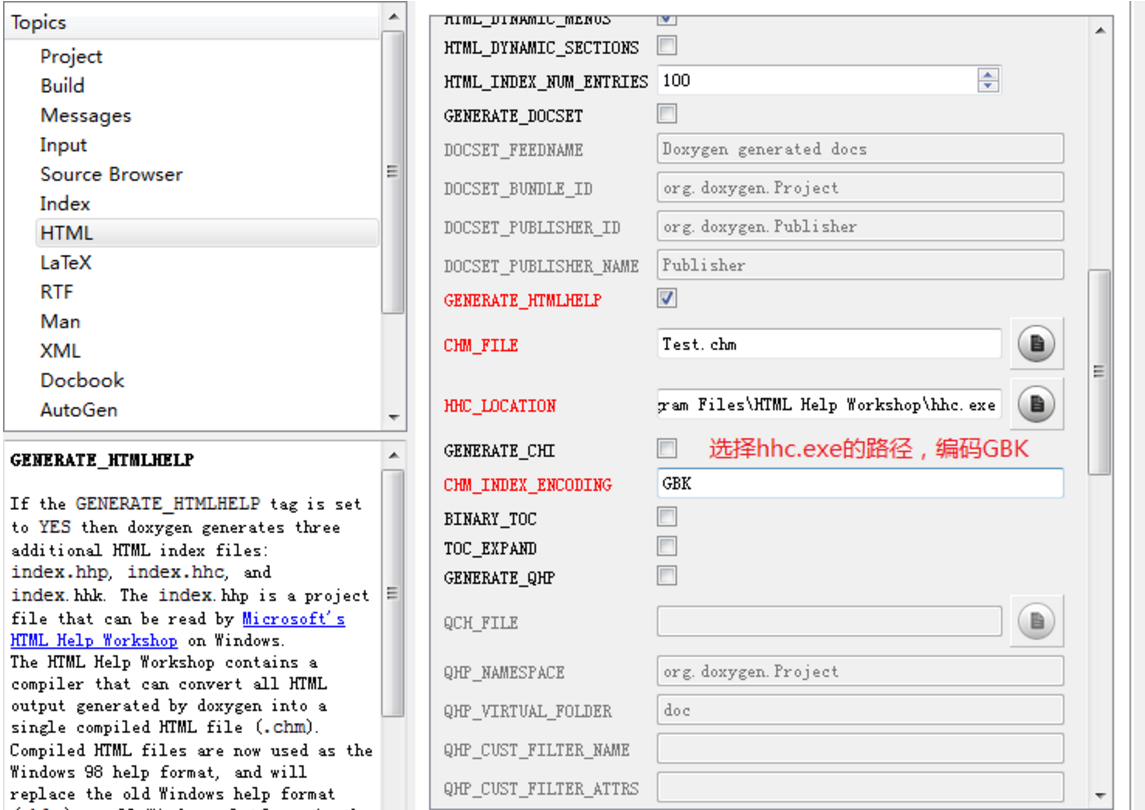 Topics
Project
Build
Messages
Input
Source Browser
Index
HTML
LaTeX
RTF
Man
XML
Docbook
AutoGen
GENERATE_HTMLHELP
If the GENERATE_HTMLHELP tag is set
to YES then doxygen generates three
additional HTML index files:
index.hhp, index.hhc, and
index.hhk. The index.hhp is a project
file that can be read by Microsoft's
HTML Help Workshop on Windows.
The HTML Help Workshop contains a
compiler that can convert all HTML
output generated by doxygen into a
single compiled HTML file (.chm).
Compiled HTML files are now used as the
Windows 98 help format, and will
replace the old Windows help format
HTML_DYNAMIC_MENUS
HTML_DYNAMIC_SECTIONS
HTML_INDEX_NUM_ENTRIES 100
GENERATE_DOCSET
DOCSET_FEEDNAME Doxygen generated docs
DOCSET_BUNDLE_ID org.doxygen.Project
DOCSET_PUBLISHER_ID org.doxygen.Publisher
DOCSET_PUBLISHER_NAME Publisher
GENERATE_HTMLHELP
CHM_FILE Test.chm
HHC_LOCATION gram Files\HTML Help Workshop\hhc.exe
GENERATE_CHI 选择hhc.exe的路径，编码GBK
CHM_INDEX_ENCODING GBK
BINARY_TOC
TOC_EXPAND
GENERATE_QHP
QCH_FILE
QHP_NAMESPACE org.doxygen.Project
QHP_VIRTUAL_FOLDER doc
QHP_CUST_FILTER_NAME
QHP_CUST_FILTER_ATTRS